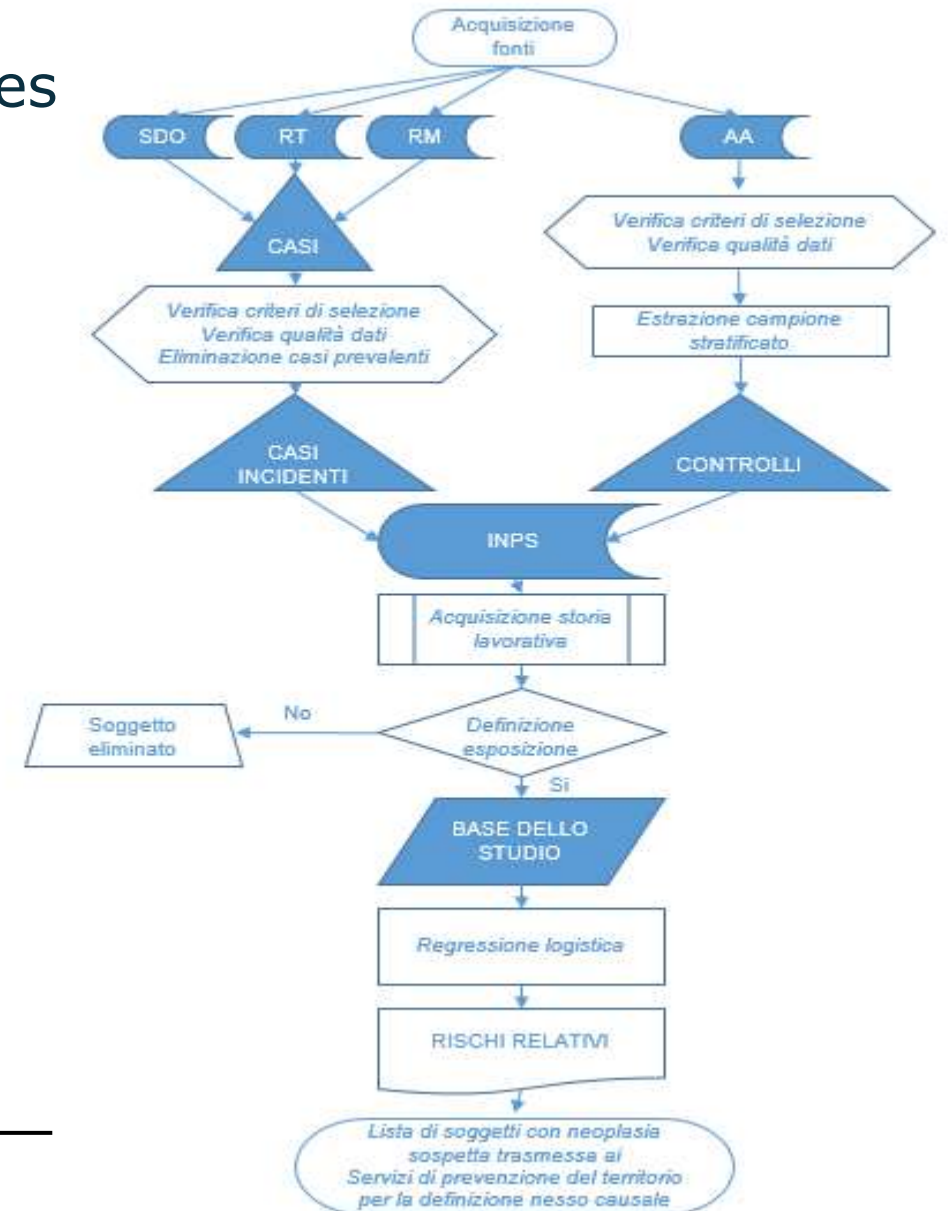 es
Acquisizione
fonti
SDO
RT
RM
AA
CASI
Verifica criteri di selezione
Verifica qualità dati
Verifica criteri di selezione
Verifica qualità dati
Eliminazione casi prevalenti
Estrazione campione
stratificato
CASI
INCIDENTI
CONTROLLI
INPS
Acquisizione storia
lavorativa
Definizione
esposizione
No
Soggetto
eliminato
Si
BASE DELLO
STUDIO
Regressione logistica
RISCHI RELATIVI
Lista di soggetti con neoplasia
sospetta trasmessa ai
Servizi di prevenzione del territorio
per la definizione nesso causale